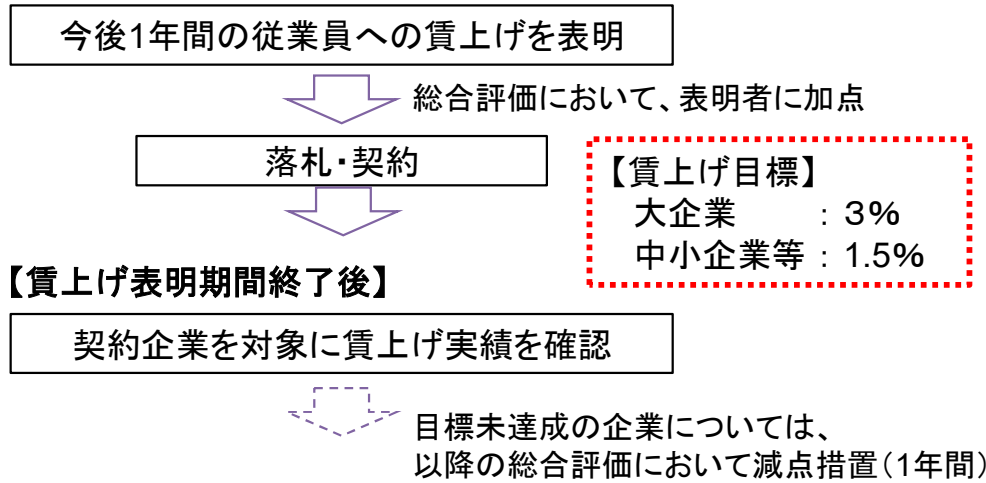 今後1年間の従業員への賃上げを表明
総合評価において、表明者に加点
落札・契約
【賃上げ目標】
大企業　　：３％
中小企業等：1.5%
【賃上げ表明期間終了後】
契約企業を対象に賃上げ実績を確認
目標未達成の企業については、
以降の総合評価において減点措置（1年間）